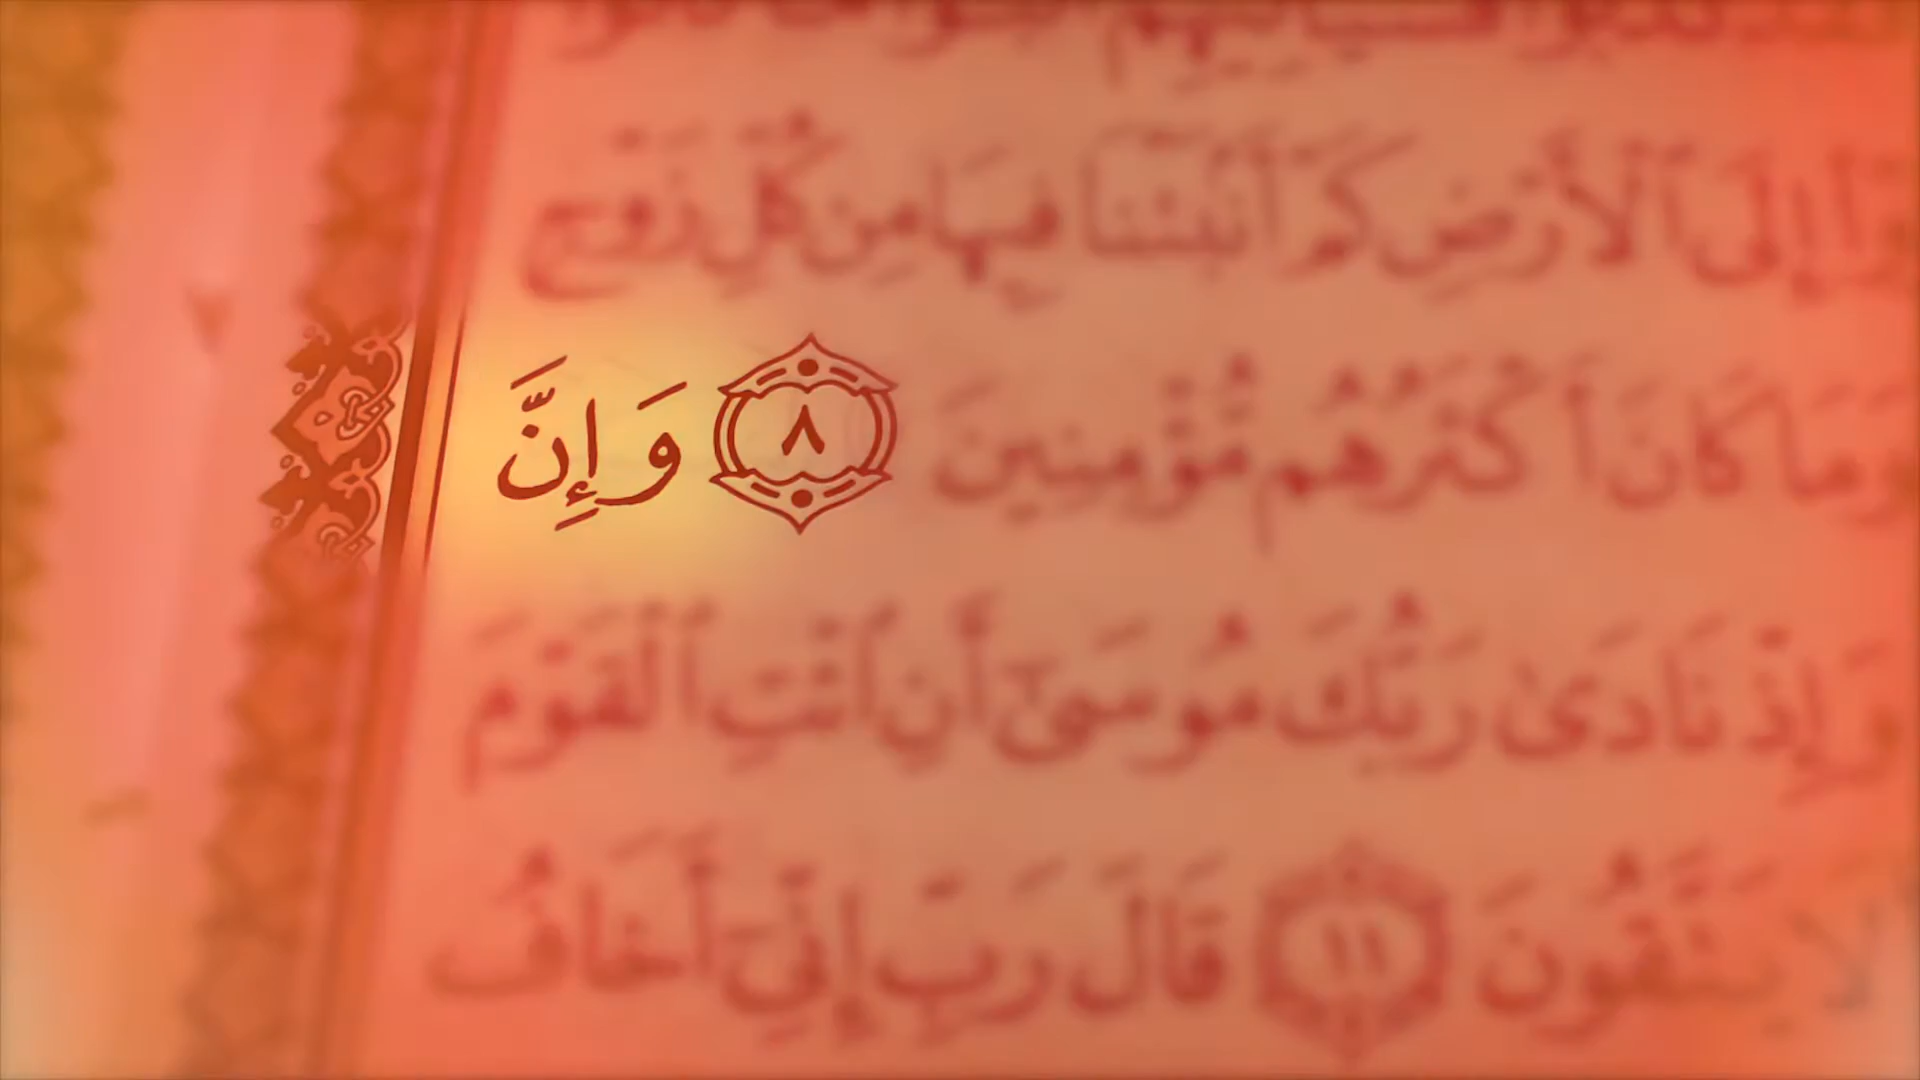 إِلَى ٱلْأَرْضِ كَمْ أَنۢبَتْنَا فِيهَا مِن كُلِّ زَوْجٍ
وَمَا كَانَ أَكْثَرُهُم مُّؤْمِنِينَ ٨ وَإِنَّ
وَإِذْ نَادَىٰ رَبُّكَ مُوسَىٰٓ أَنِ ٱئْتِ ٱلْقَوْمَ
لَا يَتَّقُونَ ١١ قَالَ رَبِّ إِنِّىٓ أَخَافُ